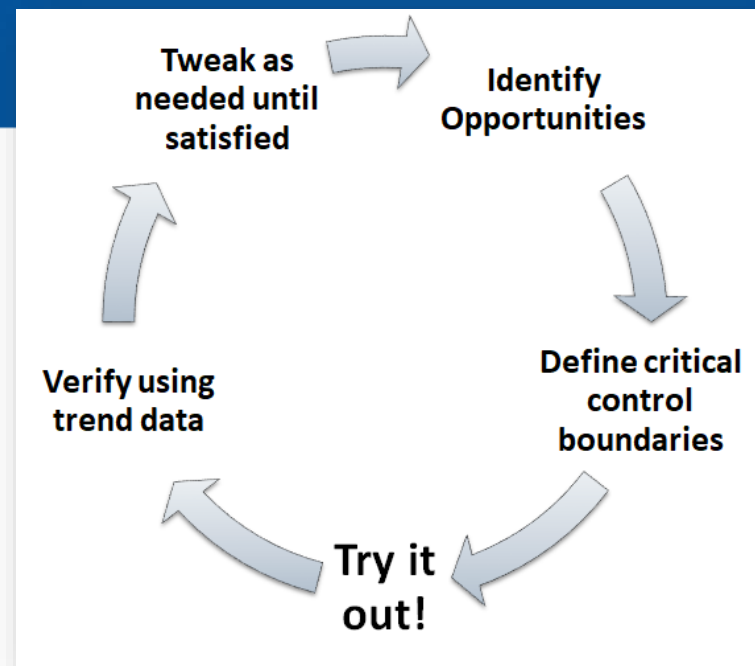 Tweak as
needed until
satisfied
Identify
Opportunities
Define critical
control
boundaries
Try it
out!
Verify using
trend data